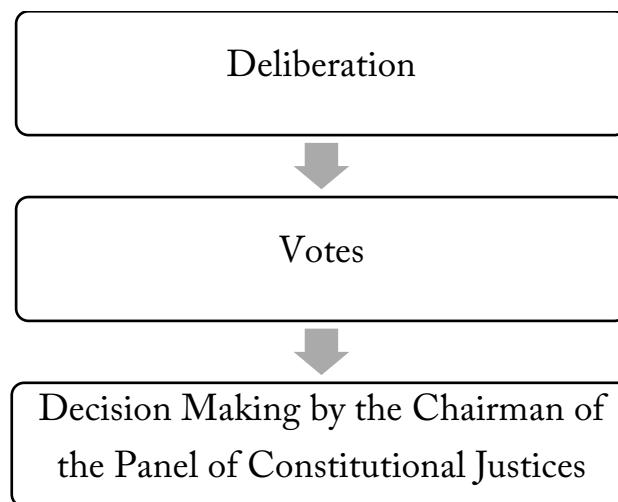 Deliberation
Votes
Decision Making by the Chairman of
the Panel of Constitutional Justices